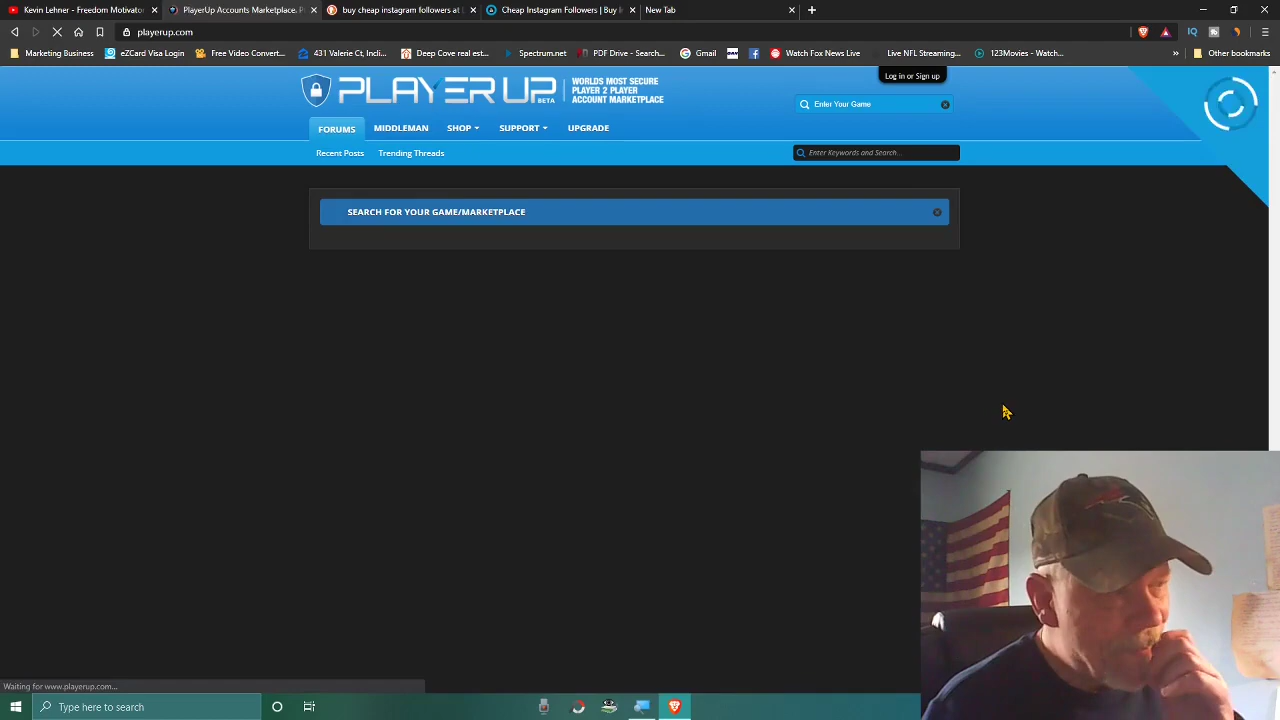 Kevin Lehner - Freedom Motivator
PlayerUp Accounts Marketplace. P
buy cheap instagram followers at
Cheap Instagram Followers | Buy
New Tab
playerup.com
Marketing Business
eZCard Visa Login
Free Video Convert...
431 Valerie Ct, Incli...
Deep Cove real est...
Spectrum.net
PDF Drive - Search...
Gmail
Watch Fox News Live
Live NFL Streaming...
123Movies - Watch...
»
Other bookmarks
PLAYER UP
BETA
WORLDS MOST SECURE
PLAYER 2 PLAYER
ACCOUNT MARKETPLACE
Log in or Sign up
Enter Your Game
FORUMS MIDDLEMAN SHOP SUPPORT UPGRADE
Recent Posts Trending Threads
Enter Keywords and Search...
SEARCH FOR YOUR GAME/MARKETPLACE
Waiting for www.playerup.com...
Type here to search